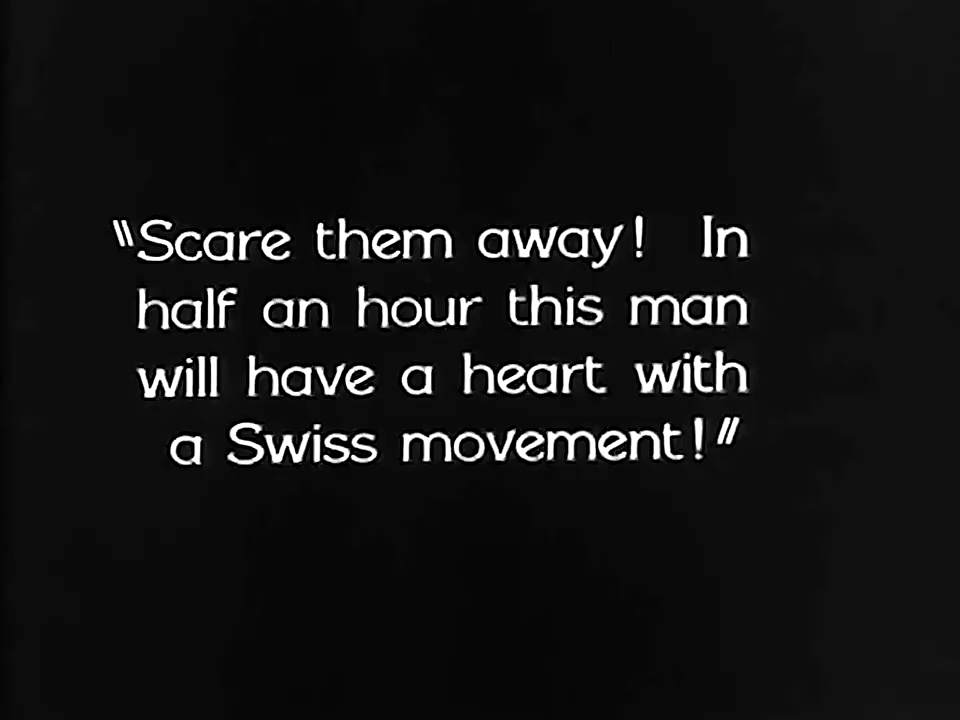 "Scare them away! In
half an hour this man
will have a heart with
a Swiss movement!"